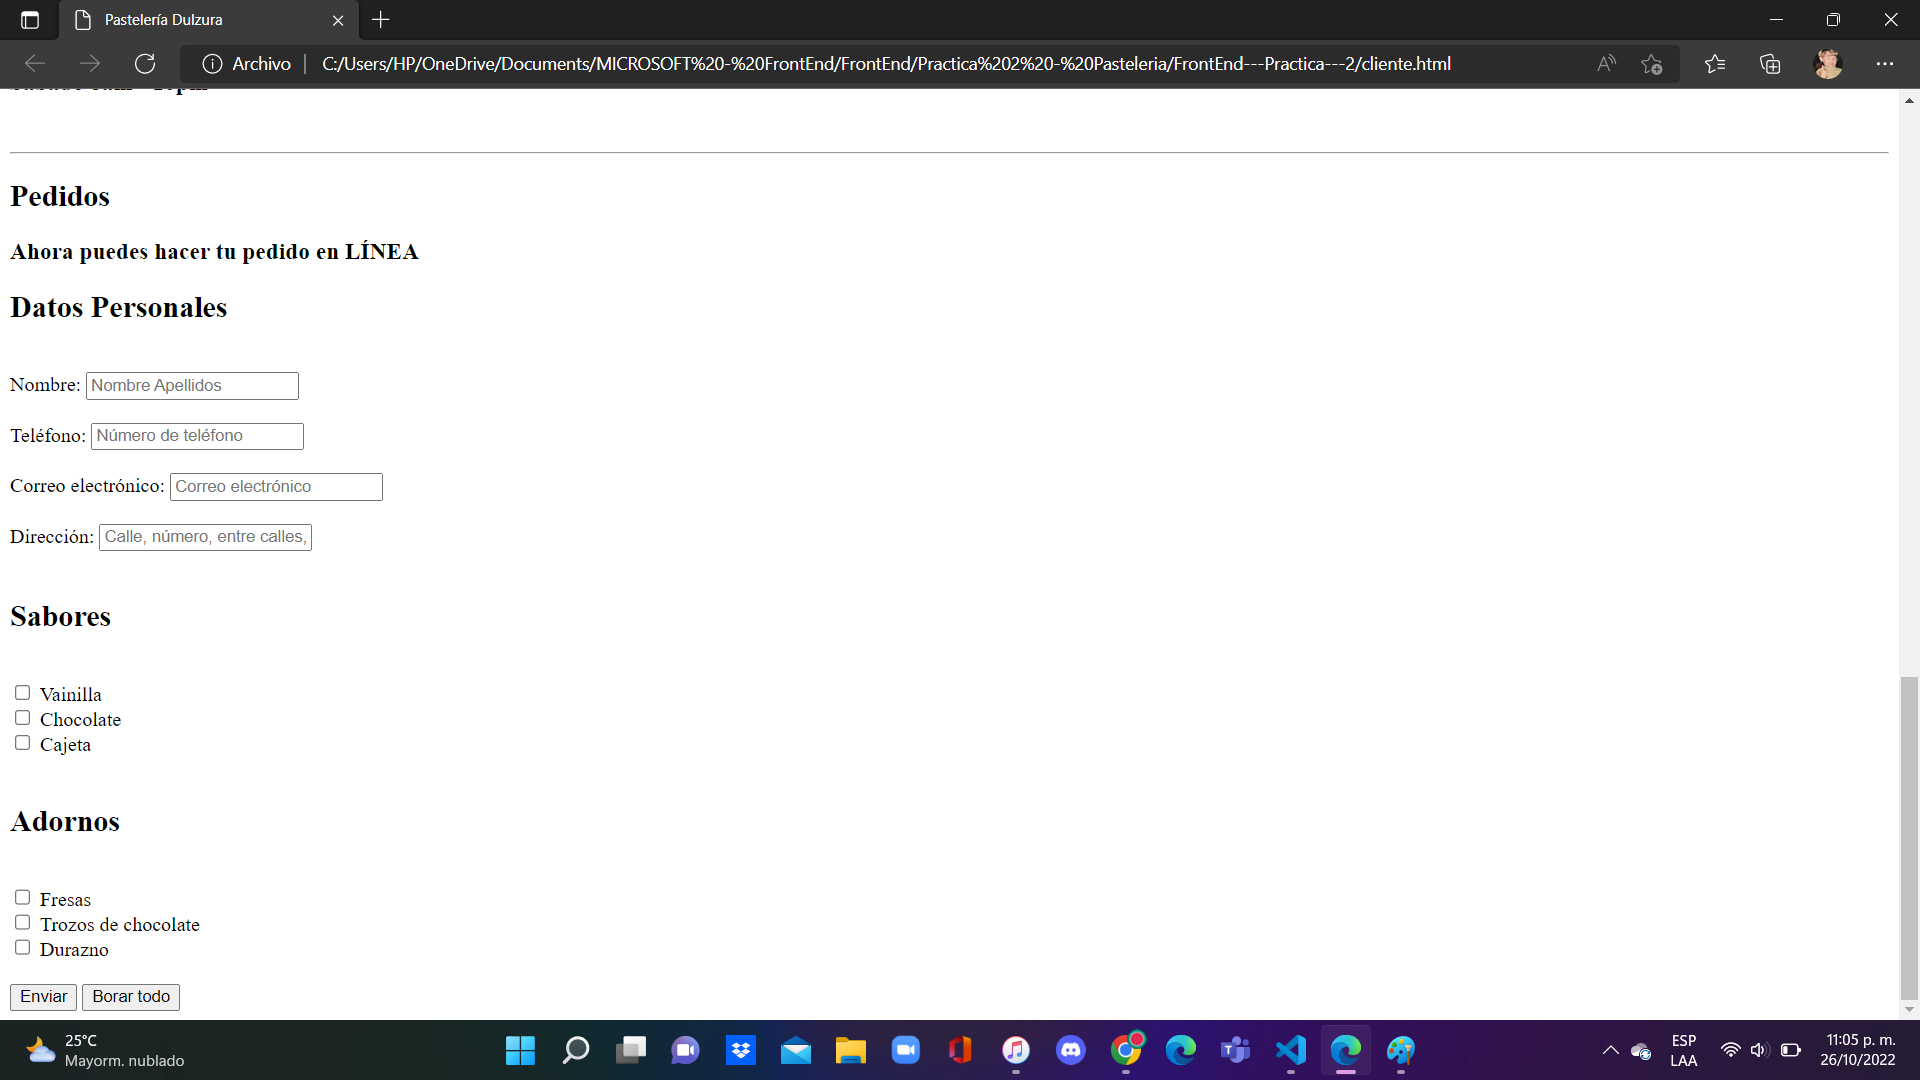 Pastelería Dulzura
Archivo
C:/Users/HP/OneDrive/Documents/MICROSOFT%20-%20FrontEnd/FrontEnd/Practica%202%20-%20Pasteleria/FrontEnd---Practica---2/cliente.html
Pedidos
Ahora puedes hacer tu pedido en LÍNEA
Datos Personales
Nombre: Nombre Apellidos
Teléfono: Número de teléfono
Correo electrónico: Correo electrónico
Dirección: Calle, número, entre calles,
Sabores
Vainilla
Chocolate
Cajeta
Adornos
Fresas
Trozos de chocolate
Durazno
Enviar Borar todo
25°C
Mayorm. nublado
ESP
LAA
11:05 p. m.
26/10/2022